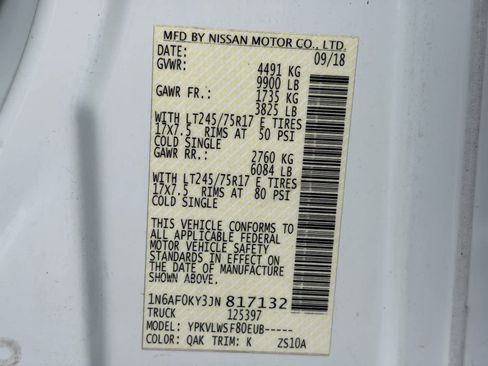 MFD BY NISSAN MOTOR CO., LTD.
DATE: 09/18
GVWR: 4491 KG
9900 LB
GAWR FR.: 1735 KG
3825 LB
WITH LT245/75R17 E TIRES
17X7.5 RIMS AT 50 PSI
COLD SINGLE
GAWR RR.: 2760 KG
6084 LB
WITH LT245/75R17 E TIRES
17X7.5 RIMS AT 80 PSI
COLD SINGLE
THIS VEHICLE CONFORMS TO
ALL APPLICABLE FEDERAL
MOTOR VEHICLE SAFETY
STANDARDS IN EFFECT ON
THE DATE OF MANUFACTURE
SHOWN ABOVE.
1N6AF0KY3JN817132
TRUCK 125397
MODEL: YPKVLWSF80EUB-----
COLOR: QAK TRIM: K ZS10A